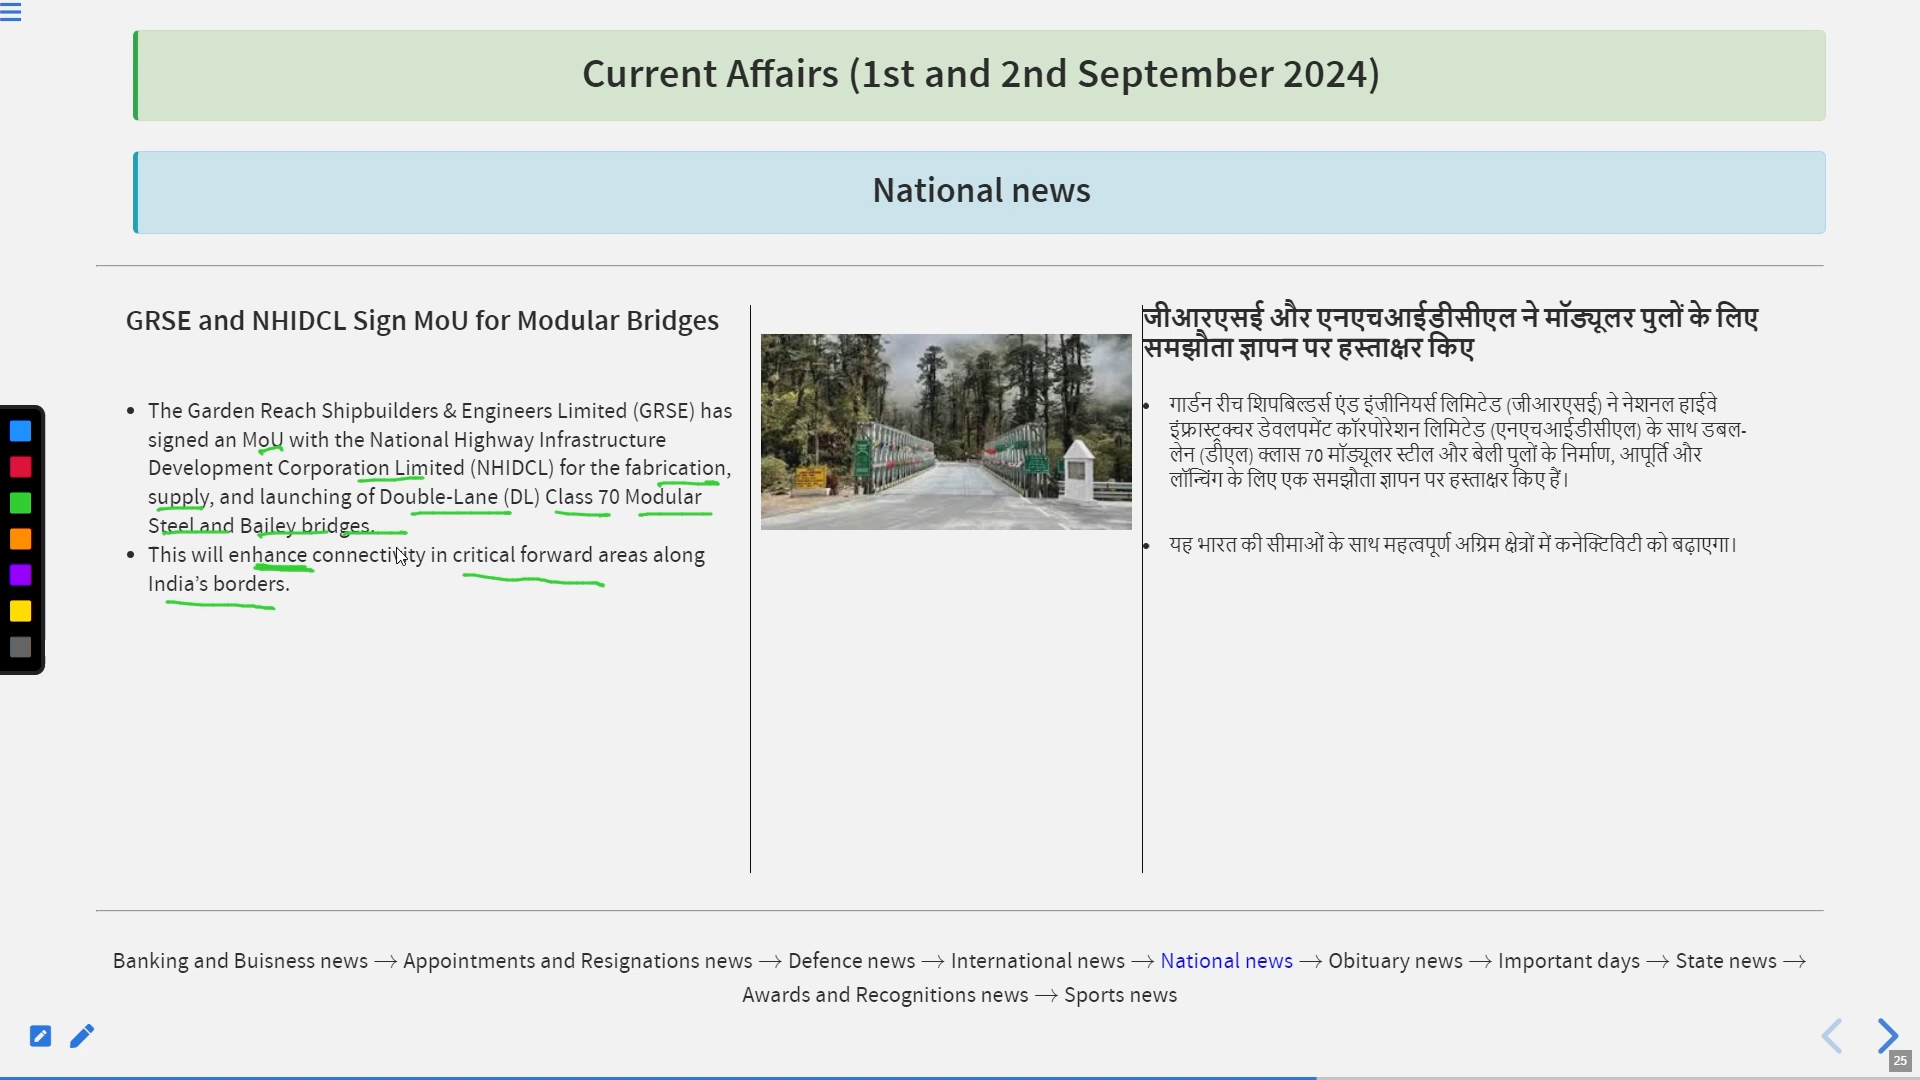 Current Affairs (1st and 2nd September 2024)
National news
GRSE and NHIDCL Sign MoU for Modular Bridges
• The Garden Reach Shipbuilders & Engineers Limited (GRSE) has
signed an MoU with the National Highway Infrastructure
Development Corporation Limited (NHIDCL) for the fabrication,
supply, and launching of Double-Lane (DL) Class 70 Modular
Steel and Bailey bridges.
• This will enhance connectivity in critical forward areas along
India’s borders.
जीआरएसई और एनएचआईडीसीएल ने मॉड्यूलर पुलों के लिए
समझौता ज्ञापन पर हस्ताक्षर किए
• गार्डन रीच शिपबिल्डर्स एंड इंजीनियर्स लिमिटेड (जीआरएसई) ने नेशनल हाईवे
इंफ्रास्ट्रक्चर डेवलपमेंट कॉरपोरेशन लिमिटेड (एनएचआईडीसीएल) के साथ डबल-
लेन (डीएल) क्लास 70 मॉड्यूलर स्टील और बेली पुलों के निर्माण, आपूर्ति और
लॉन्चिंग के लिए एक समझौता ज्ञापन पर हस्ताक्षर किए हैं।
• यह भारत की सीमाओं के साथ महत्वपूर्ण अग्रिम क्षेत्रों में कनेक्टिविटी को बढ़ाएगा।
Banking and Buisness news → Appointments and Resignations news → Defence news → International news → National news → Obituary news → Important days → State news →
Awards and Recognitions news → Sports news
25